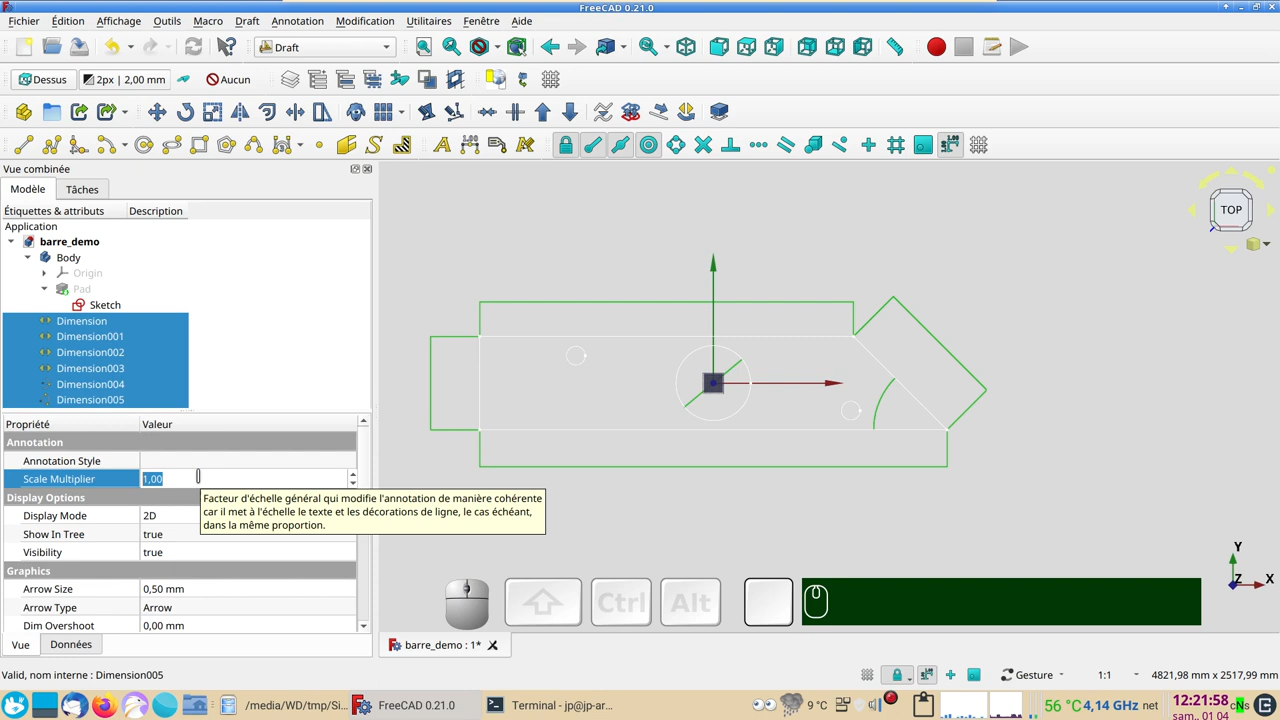 FreeCAD 0.21.0
Fichier Édition Affichage Outils Macro Draft Annotation Modification Utilitaires Fenêtre Aide
Draft
Dessus 2px | 2,00 mm Aucun
Vue combinée
Modèle Tâches
Étiquettes & attributs Description
Application
barre_demo
Body
Origin
Pad
Sketch
Dimension
Dimension001
Dimension002
Dimension003
Dimension004
Dimension005
Propriété Valeur
Annotation
Annotation Style
Scale Multiplier 1,00
Display Options
Display Mode 2D
Show In Tree true
Visibility true
Graphics
Arrow Size 0,50 mm
Arrow Type Arrow
Dim Overshoot 0,00 mm
Vue Données
Facteur d'échelle général qui modifie l'annotation de manière cohérente
car il met à l'échelle le texte et les décorations de ligne, le cas échéant,
dans la même proportion.
TOP
Y
Z X
Ctrl Alt
barre_demo : 1*
Valid, nom interne : Dimension005
Gesture 1:1 4821,98 mm x 2517,99 mm
/media/WD/tmp/Si... FreeCAD 0.21.0 Terminal - jp@jp-ar... 9 °C 56 °C 4,14 GHz net 12:21:58
sam.. 01 04